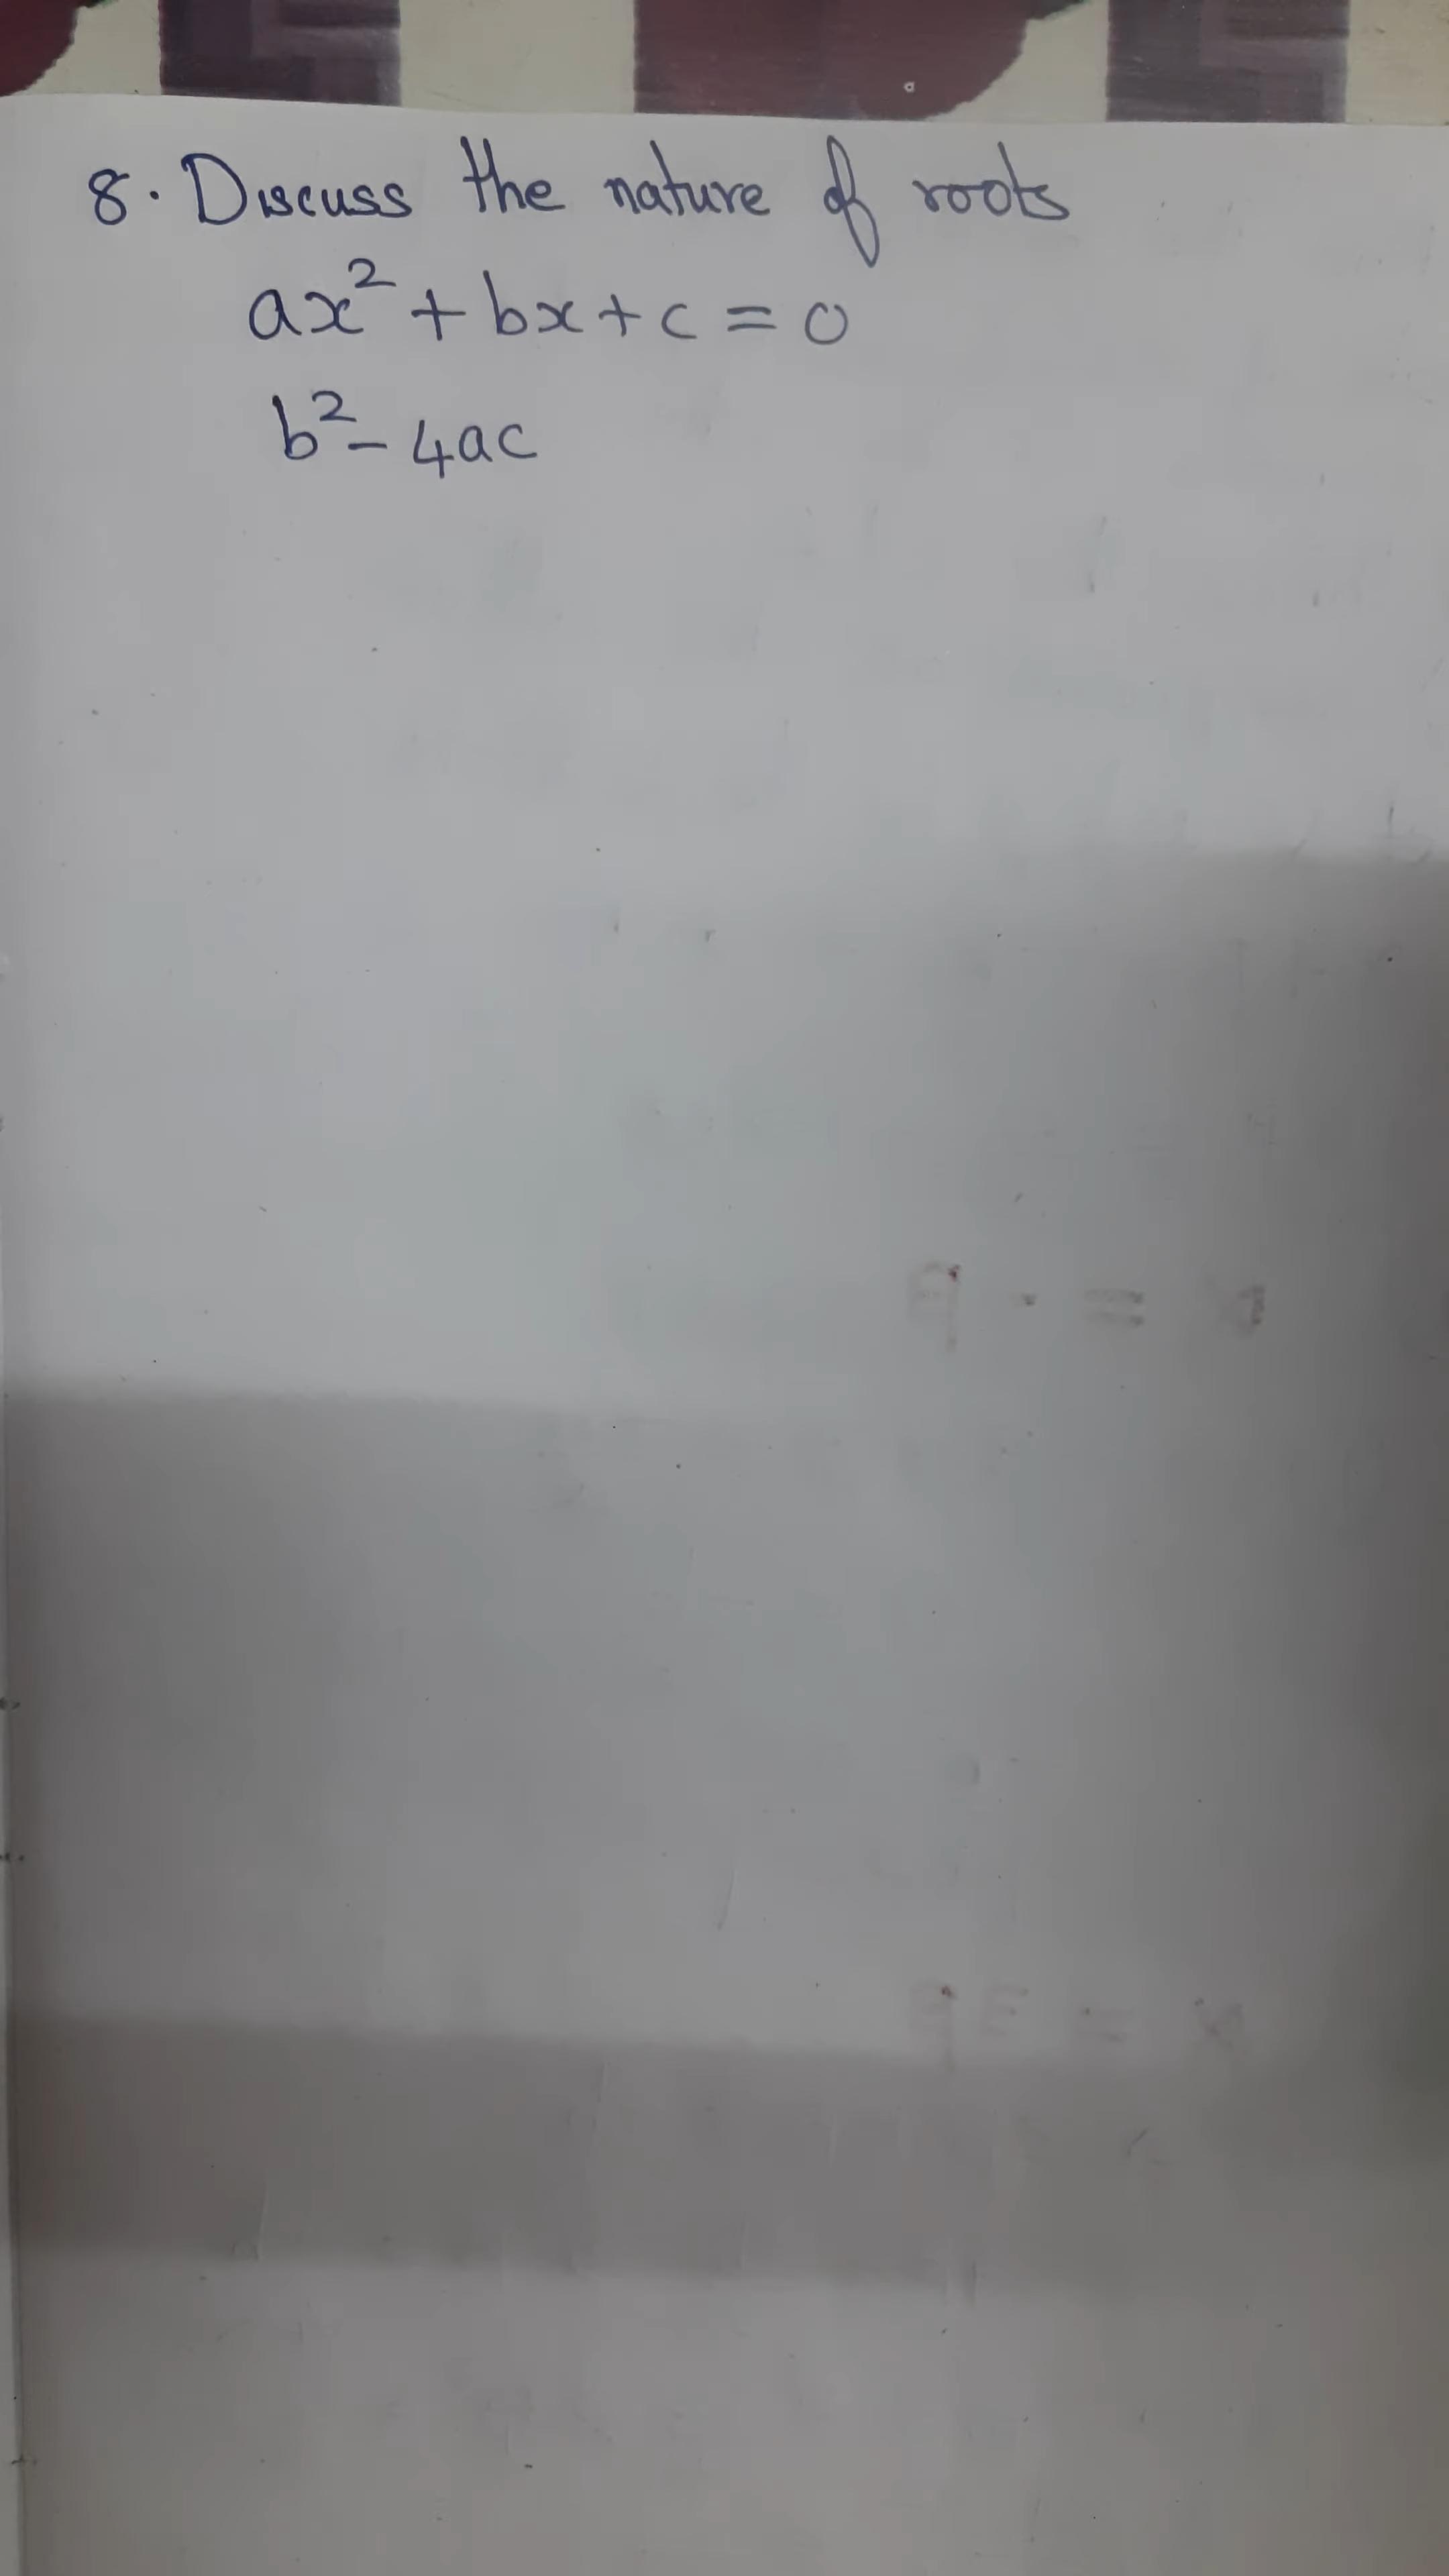 8. Discuss the nature of roots
ax² + bx + c = 0
b² - 4ac